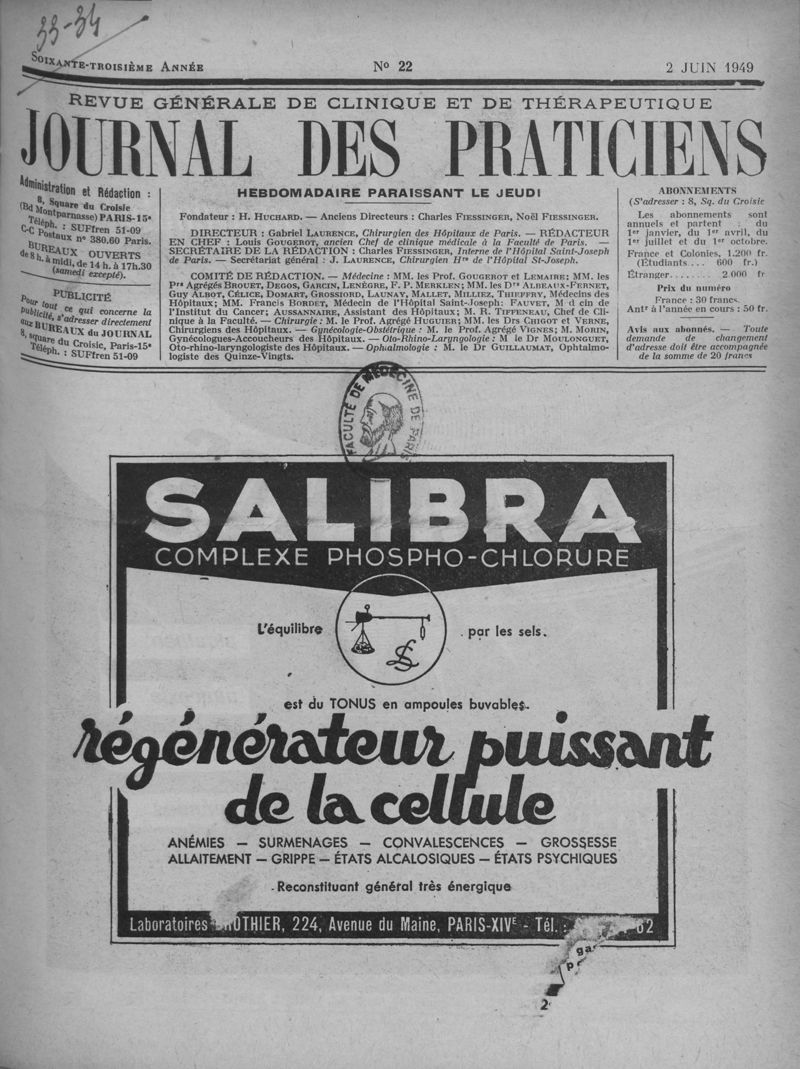 33-34
SOIXANTE-TROISIÈME ANNÉE
No 22
2 JUIN 1949
REVUE GÉNÉRALE DE CLINIQUE ET DE THÉRAPEUTIQUE
JOURNAL DES PRATICIENS
Administration et Rédaction :
8, Square du Croisic
(Bd Montparnasse) PARIS-15e
Téléph. : SUFfren 51-09
C-C Postaux n° 380.60 Paris.
BUREAUX OUVERTS
de 8 h. à midi, de 14 h. à 17h.30
(samedi excepté).
PUBLICITÉ
Pour tout ce qui concerne la
publicité, s'adresser directement
aux BUREAUX du JOURNAL
8, square du Croisic, Paris-15e
Téléph. : SUFfren 51-09
HEBDOMADAIRE PARAISSANT LE JEUDI
Fondateur : H. HUCHARD. — Anciens Directeurs : Charles FIESSINGER, Noël FIESSINGER.
DIRECTEUR : Gabriel LAURENCE, Chirurgien des Hôpitaux de Paris. — RÉDACTEUR
EN CHEF : Louis GOUGEROT, ancien Chef de clinique médicale à la Faculté de Paris. —
SECRÉTAIRE DE LA RÉDACTION : Charles FIESSINGER, Interne de l'Hôpital Saint-Joseph
de Paris. — Secrétariat général : J. LAURENCE, Chirurgien Hre de l'Hôpital St-Joseph.
COMITÉ DE RÉDACTION. — Médecine : MM. les Prof. GOUGEROT et LEMAIRE; MM. les
Prs Agrégés BROUET, DEGOS, GARCIN, LENÈGRE, F. P. MERKLEN; MM. les Drs ALBEAUX-FERNET,
Guy ALBOT, CÉLICE, DOMART, GROSSIORD, LAUNAY, MALLET, MILLIEZ, THIEFFRY, Médecins des
Hôpitaux; MM. Francis BORDET, Médecin de l'Hôpital Saint-Joseph: FAUVET, M d cin de
l'Institut du Cancer; AUSSANNAIRE, Assistant des Hôpitaux; M. R. TIFFENEAU, Chef de Cli-
nique à la Faculté. — Chirurgie : M. le Prof. Agrégé HUGUIER; MM. les Drs CHIGOT et VERNE,
Chirurgiens des Hôpitaux. — Gynécologie-Obstétrique : M. le Prof. Agrégé VIGNES; M. MORIN,
Gynécologues-Accoucheurs des Hôpitaux. — Oto-Rhino-Laryngologie : M le Dr MOULONGUET,
Oto-rhino-laryngologiste des Hôpitaux. — Ophtalmologie : M. le Dr GUILLAUMAT, Ophtalmo-
logiste des Quinze-Vingts.
ABONNEMENTS
(S'adresser : 8, Sq. du Croisic
Les abonnements sont
annuels et partent : du
1er janvier, du 1er avril, du
1er juillet et du 1er octobre.
France et Colonies, 1.200 fr.
(Étudiants... 600 fr.)
Étranger........ 2 000 fr
Prix du numéro
France : 30 francs.
Antr à l'année en cours : 50 fr.
Avis aux abonnés. — Toute
demande de changement
d'adresse doit être accompagnée
de la somme de 20 francs
FACULTÉ DE MÉDECINE DE PARIS
SALIBRA
COMPLEXE PHOSPHO-CHLORURE
L'équilibre par les sels.
LS
est du TONUS en ampoules buvables.
régénérateur puissant
de la cellule
ANÉMIES — SURMENAGES — CONVALESCENCES — GROSSESSE
ALLAITEMENT — GRIPPE — ÉTATS ALCALOSIQUES — ÉTATS PSYCHIQUES
Reconstituant général très énergique
Laboratoires 224, Avenue du Maine, PARIS-XIVE - Tél. : 62
ga
pr
2